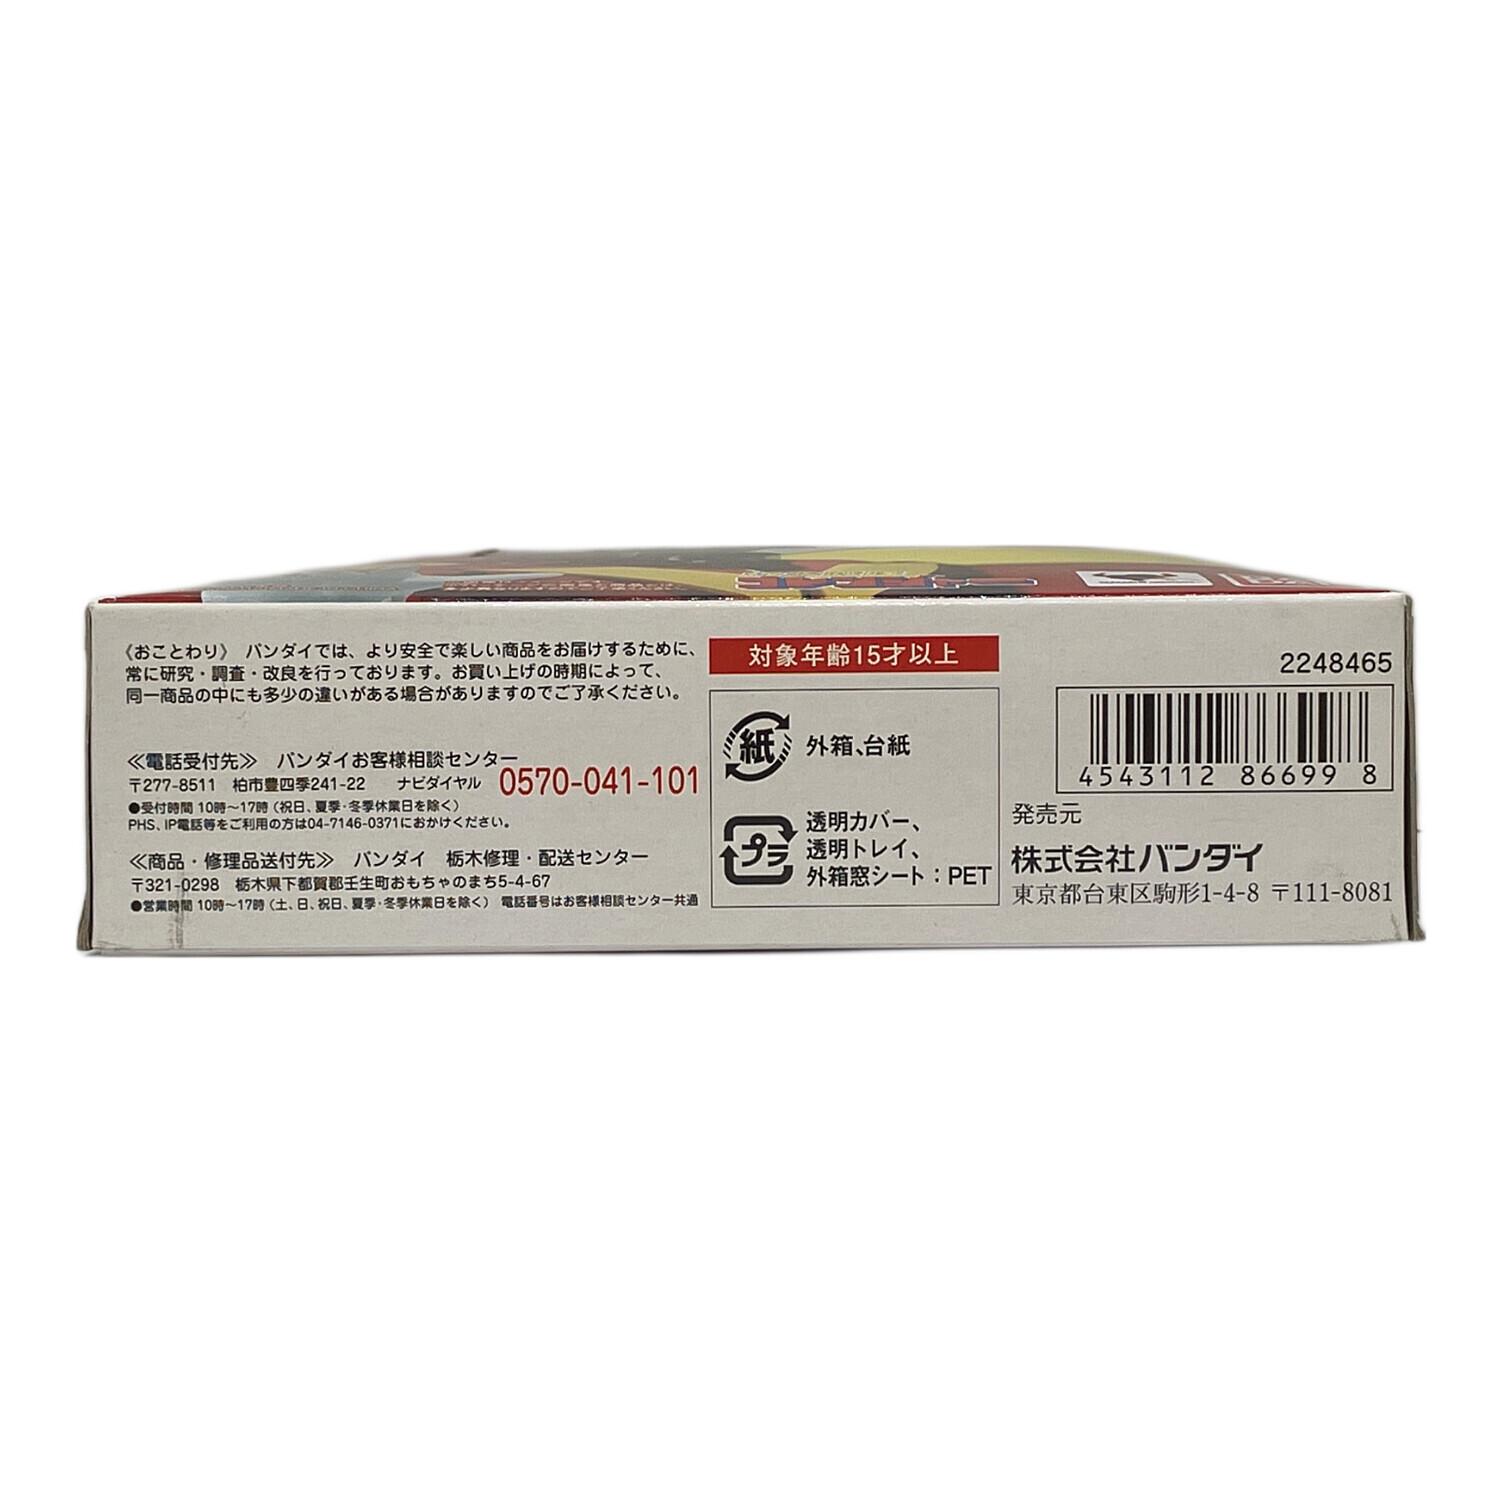 《おことわり》 バンダイでは、より安全で楽しい商品をお届けするために、
常に研究・調査・改良を行っております。お買い上げの時期によって、
同一商品の中にも多少の違いがある場合がありますのでご了承ください。
≪電話受付先≫ バンダイお客様相談センター
〒277-8511 柏市豊四季241-22 ナビダイヤル 0570-041-101
●受付時間 10時～17時（祝日、夏季・冬季休業日を除く）
PHS、IP電話等をご利用の方は04-7146-0371におかけください。
≪商品・修理品送付先≫ バンダイ 栃木修理・配送センター
〒321-0298 栃木県下都賀郡壬生町おもちゃのまち5-4-67
●営業時間 10時～17時（土、日、祝日、夏季・冬季休業日を除く） 電話番号はお客様相談センター共通
対象年齢15才以上
紙 外箱、台紙
プラ 透明カバー、
透明トレイ、
外箱窓シート：PET
2248465
4543112 866998
発売元
株式会社バンダイ
東京都台東区駒形1-4-8 〒111-8081